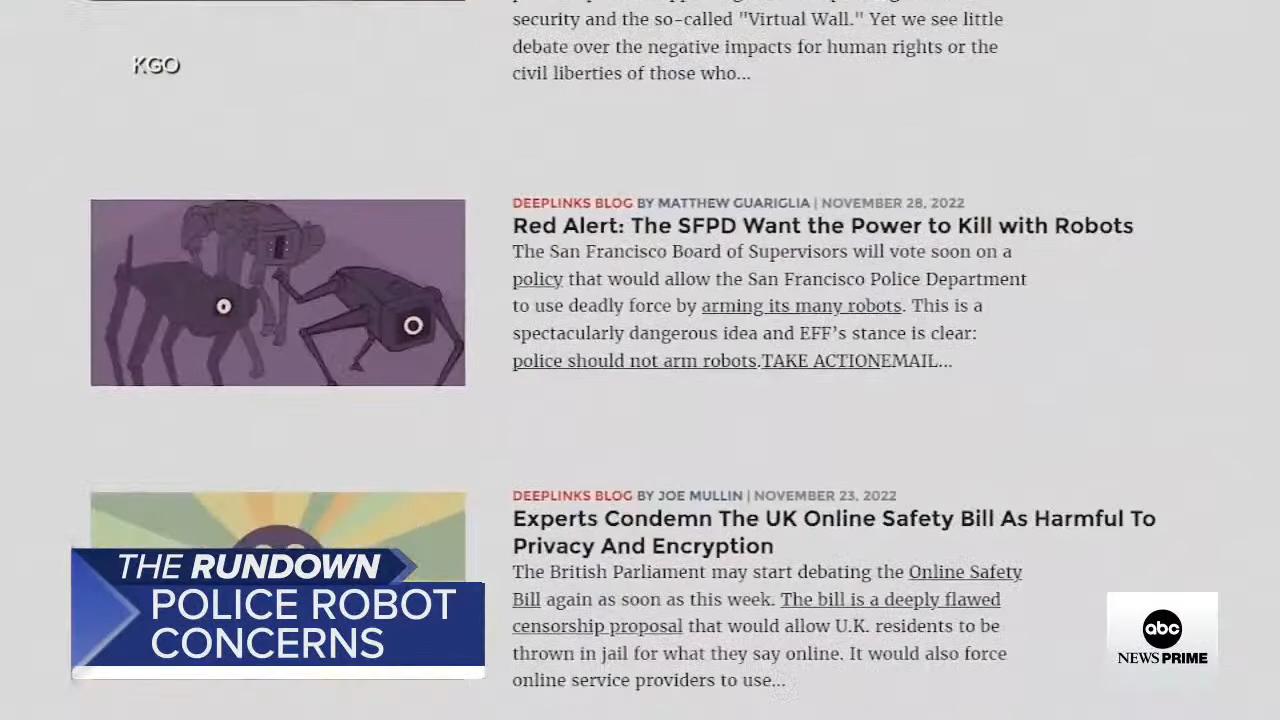 security and the so-called "Virtual Wall." Yet we see little
debate over the negative impacts for human rights or the
civil liberties of those who...
KGO
DEEPLINKS BLOG BY MATTHEW GUARIGLIA | NOVEMBER 28, 2022
Red Alert: The SFPD Want the Power to Kill with Robots
The San Francisco Board of Supervisors will vote soon on a
policy that would allow the San Francisco Police Department
to use deadly force by arming its many robots. This is a
spectacularly dangerous idea and EFF’s stance is clear:
police should not arm robots.TAKE ACTIONEMAIL...
DEEPLINKS BLOG BY JOE MULLIN | NOVEMBER 23, 2022
Experts Condemn The UK Online Safety Bill As Harmful To
Privacy And Encryption
The British Parliament may start debating the Online Safety
Bill again as soon as this week. The bill is a deeply flawed
censorship proposal that would allow U.K. residents to be
thrown in jail for what they say online. It would also force
online service providers to use...
THE RUNDOWN
POLICE ROBOT
CONCERNS
abc
NEWS PRIME